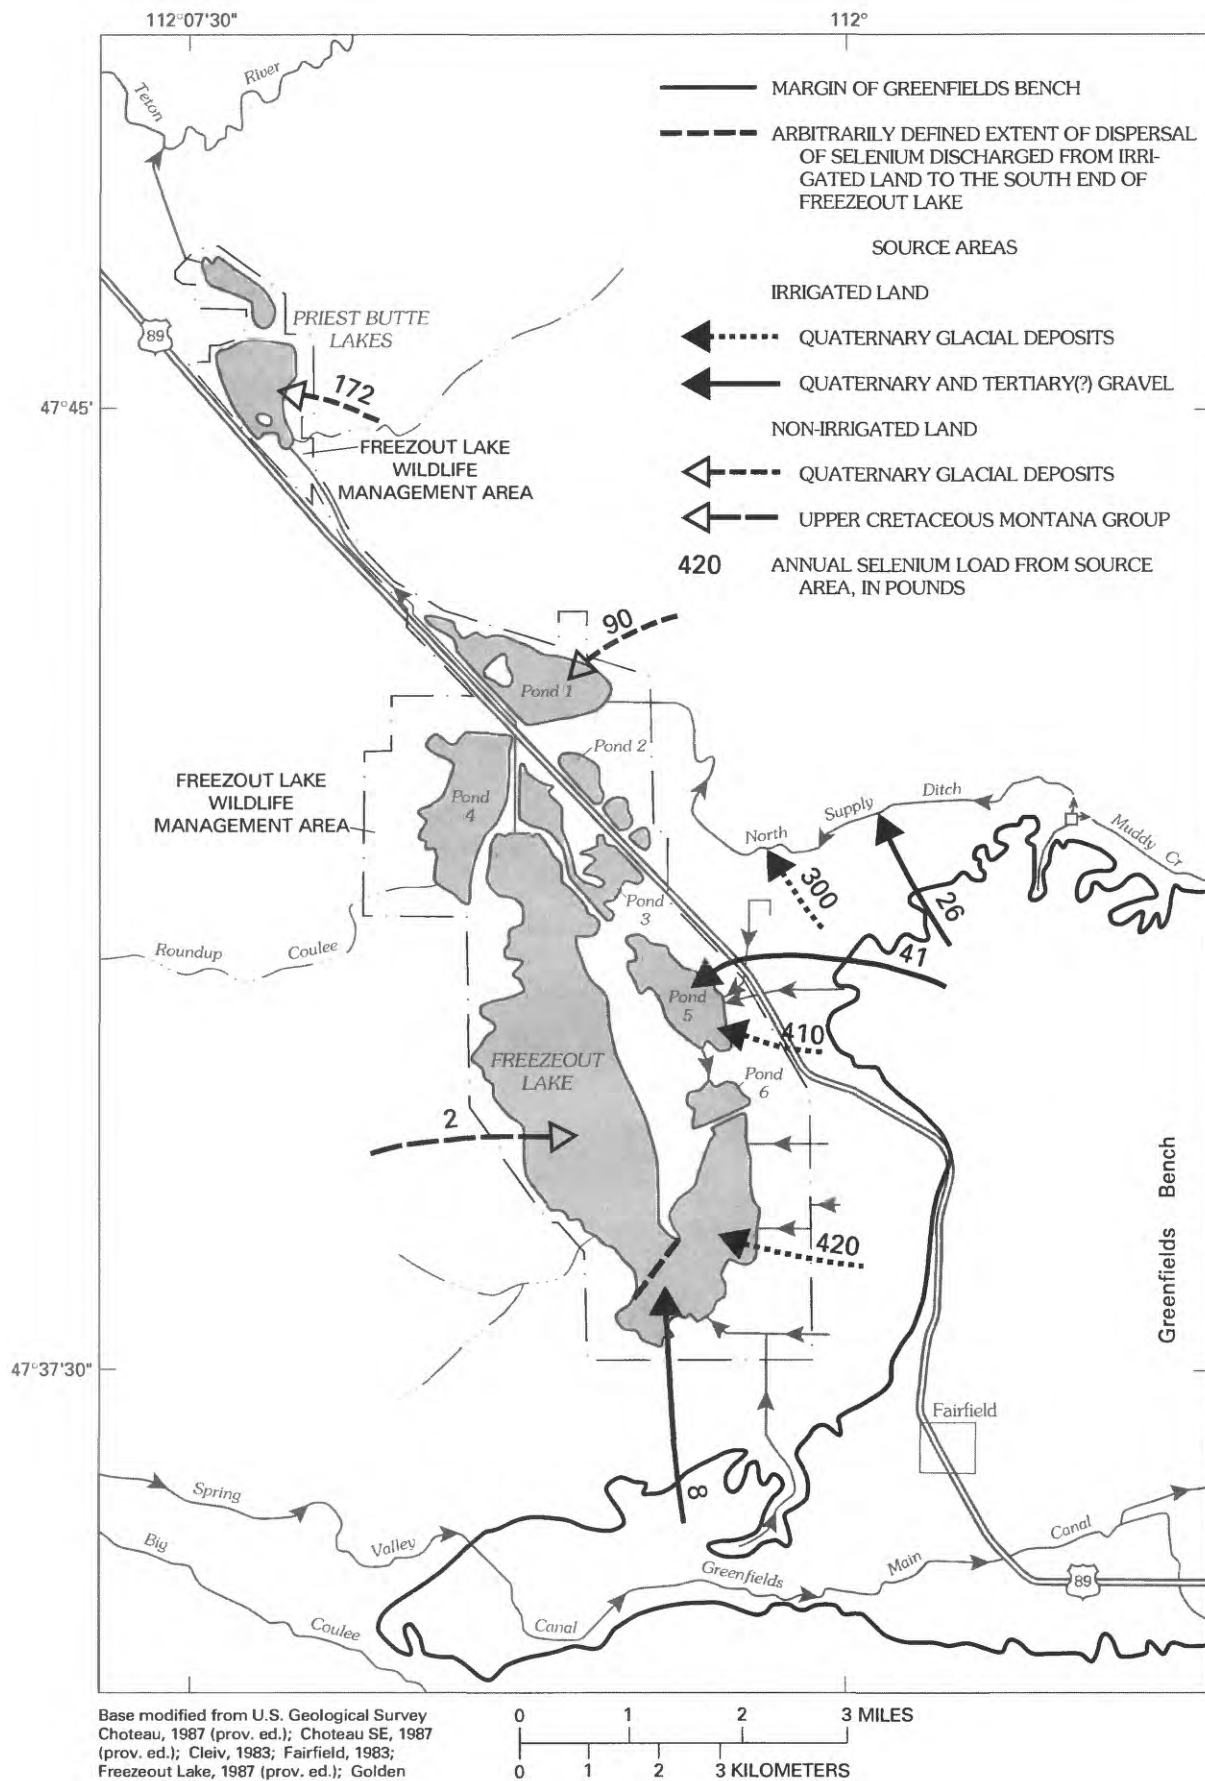 112°07'30"
112°
Teton
River
MARGIN OF GREENFIELDS BENCH
ARBITRARILY DEFINED EXTENT OF DISPERSAL
OF SELENIUM DISCHARGED FROM IRRI-
GATED LAND TO THE SOUTH END OF
FREEZEOUT LAKE
SOURCE AREAS
IRRIGATED LAND
QUATERNARY GLACIAL DEPOSITS
QUATERNARY AND TERTIARY(?) GRAVEL
NON-IRRIGATED LAND
QUATERNARY GLACIAL DEPOSITS
UPPER CRETACEOUS MONTANA GROUP
420
ANNUAL SELENIUM LOAD FROM SOURCE
AREA, IN POUNDS
89
PRIEST BUTTE
LAKES
172
47°45'
FREEZOUT LAKE
WILDLIFE
MANAGEMENT AREA
90
Pond 1
Pond 2
FREEZOUT LAKE
WILDLIFE
MANAGEMENT AREA
Pond
4
North
Supply
Ditch
Muddy Cr
Pond
3
300
26
Roundup
Coulee
41
Pond
5
410
FREEZEOUT
LAKE
Pond
6
2
Greenfields Bench
420
47°37'30"
Fairfield
8
Spring
Valley
Canal
Big
Coulee
Greenfields
Main
Canal
89
Base modified from U.S. Geological Survey
Choteau, 1987 (prov. ed.); Choteau SE, 1987
(prov. ed.); Cleiv, 1983; Fairfield, 1983;
Freezeout Lake, 1987 (prov. ed.); Golden
0 1 2 3 MILES
0 1 2 3 KILOMETERS